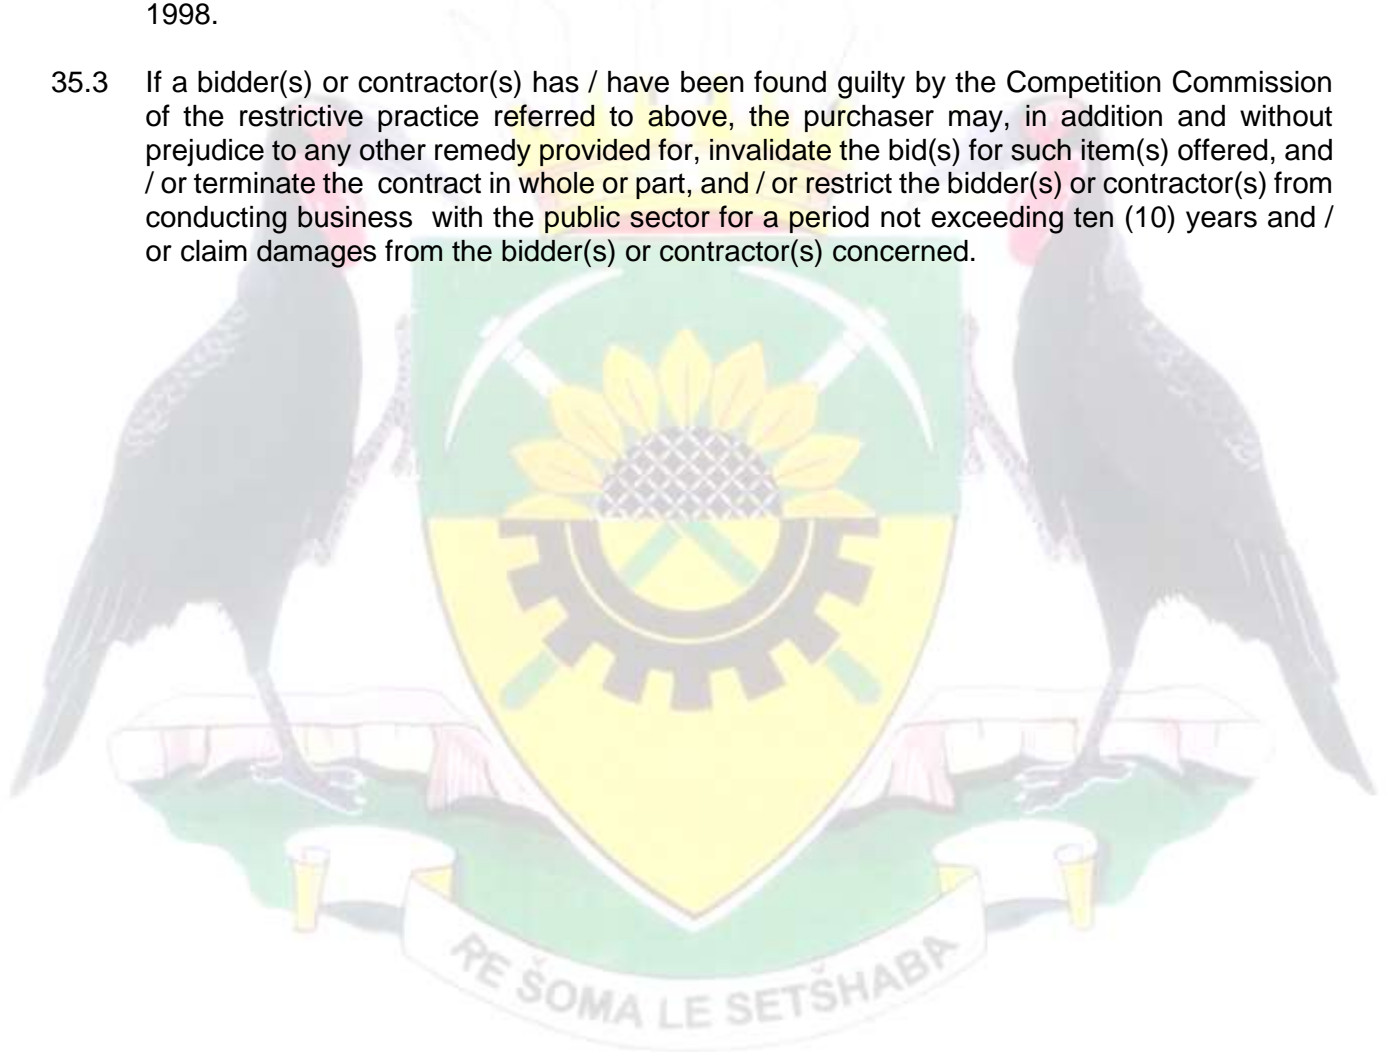 1998.
35.3 If a bidder(s) or contractor(s) has / have been found guilty by the Competition Commission
of the restrictive practice referred to above, the purchaser may, in addition and without
prejudice to any other remedy provided for, invalidate the bid(s) for such item(s) offered, and
/ or terminate the contract in whole or part, and / or restrict the bidder(s) or contractor(s) from
conducting business with the public sector for a period not exceeding ten (10) years and /
or claim damages from the bidder(s) or contractor(s) concerned.
RE ŠOMA LE SETŠHABA